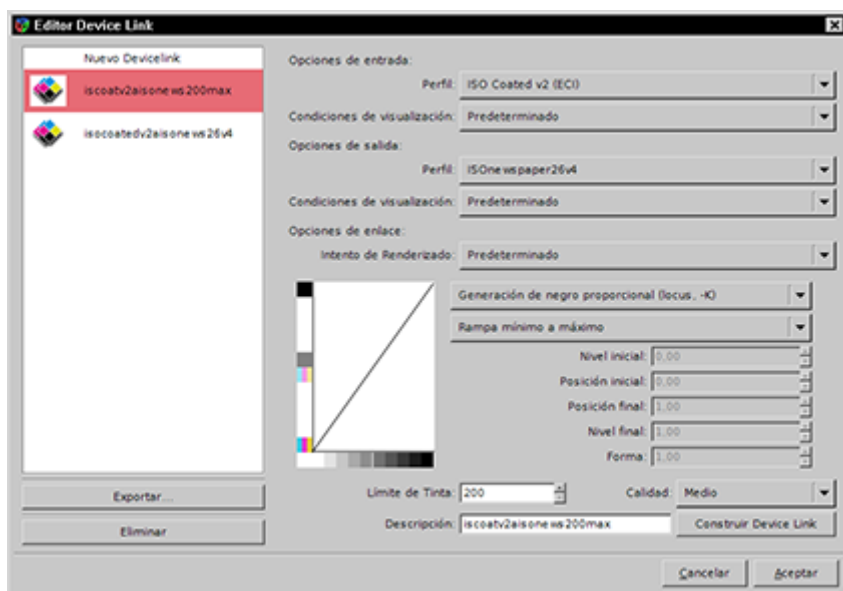 Editor Device Link
Nuevo Devicelink
iscoatv2aisonews200max
isocoatedv2aisonews26v4
Exportar...
Eliminar
Opciones de entrada:
Perfil: ISO Coated v2 (ECI)
Condiciones de visualización: Predeterminado
Opciones de salida:
Perfil: ISOnewspaper26v4
Condiciones de visualización: Predeterminado
Opciones de enlace:
Intento de Renderizado: Predeterminado
Generación de negro proporcional (locus, -K)
Rampa mínimo a máximo
Nivel inicial: 0,00
Posición inicial: 0,00
Posición final: 1,00
Nivel final: 1,00
Forma: 1,00
Límite de Tinta: 200 Calidad: Medio
Descripción: iscoatv2aisonews200max Construir Device Link
Cancelar Aceptar